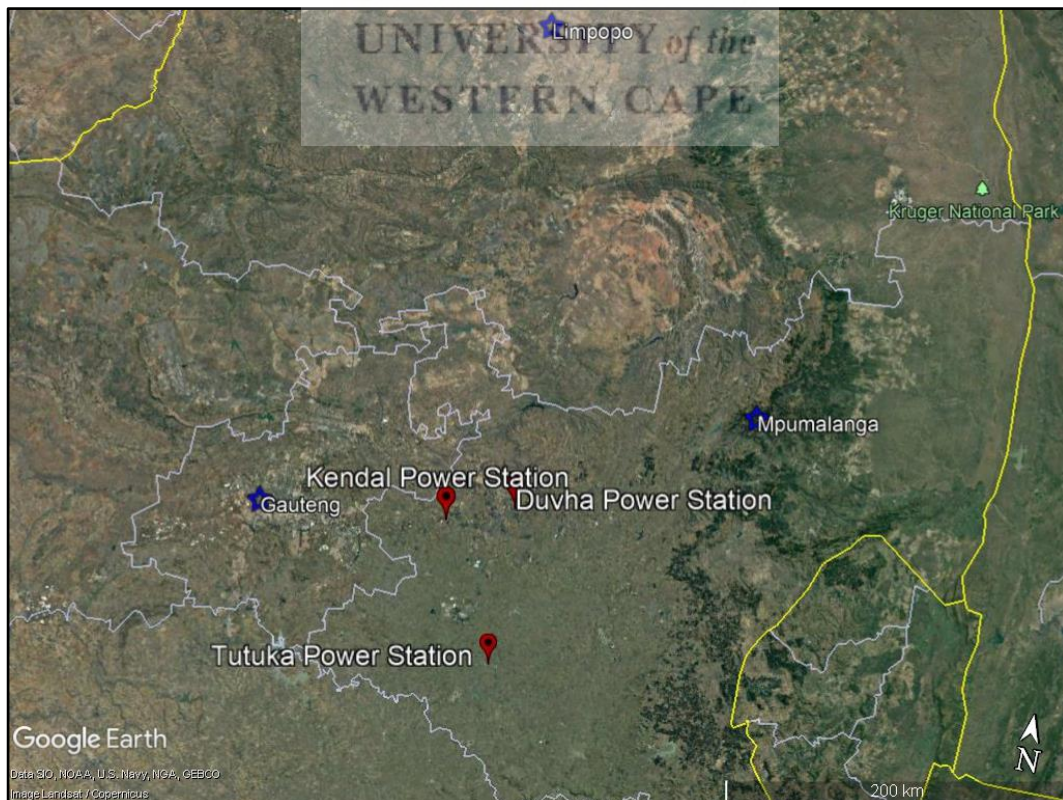 Limpopo
UNIVERSITY of the
WESTERN CAPE
Kruger National Park
Mpumalanga
Kendal Power Station
Duvha Power Station
Gauteng
Tutuka Power Station
Google Earth
N
Data SIO, NOAA, U.S. Navy, NGA, GEBCO
Image Landsat / Copernicus
200 km